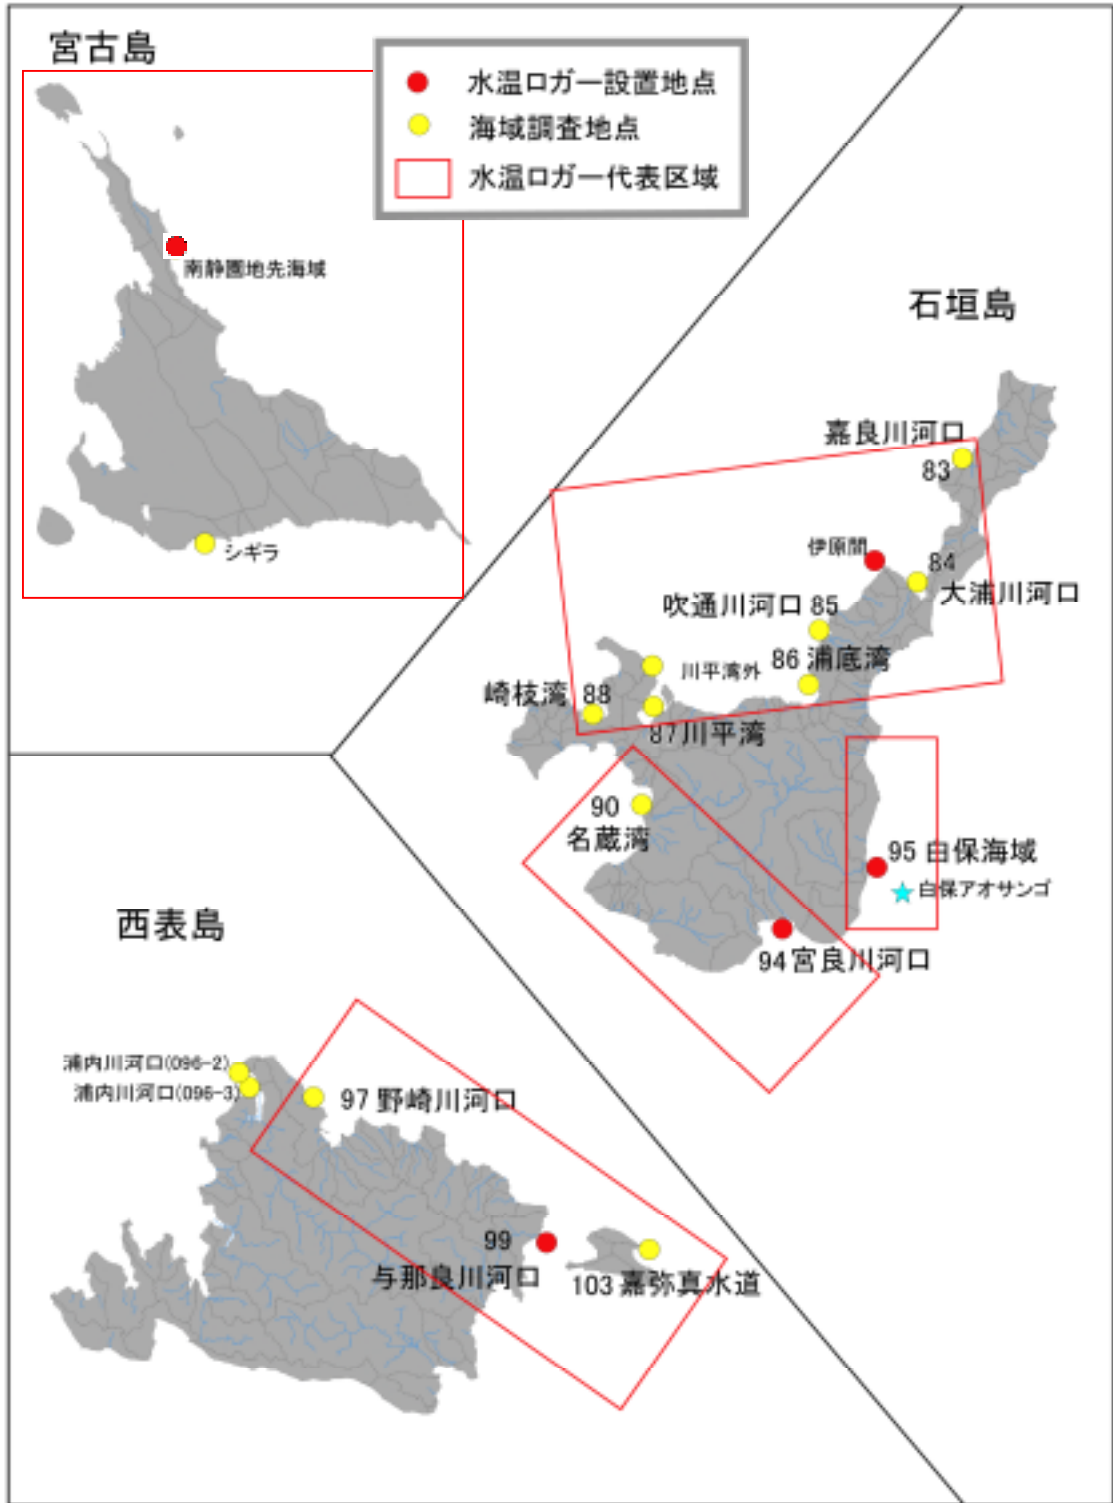 宮古島
水温ロガー設置地点
海域調査地点
水温ロガー代表区域
南静園地先海域
シギラ
石垣島
嘉良川河口
83
伊原間
84
大浦川河口
吹通川河口 85
86 浦底湾
川平湾外
崎枝湾 88
87川平湾
90
名蔵湾
95 白保海域
白保アオサンゴ
94宮良川河口
西表島
浦内川河口(096-2)
浦内川河口(096-3)
97 野崎川河口
99
与那良川河口
103 嘉弥真水道